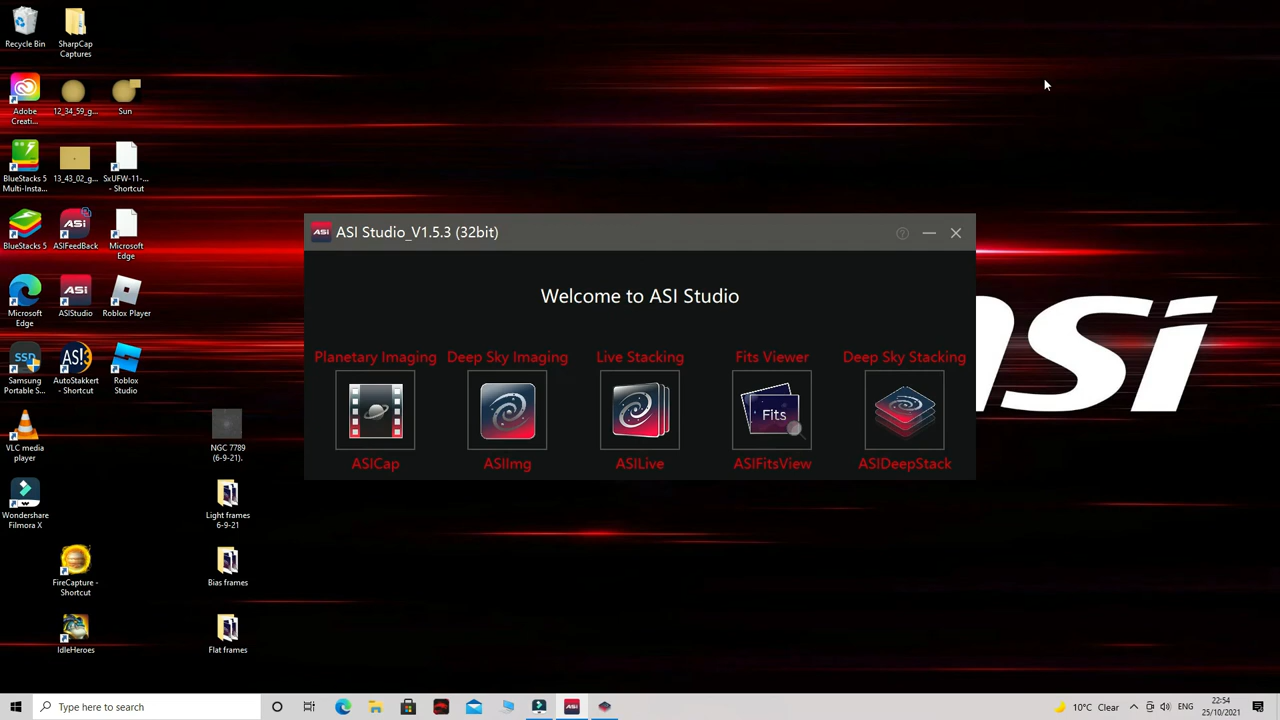 Recycle Bin
SharpCap
Captures
Adobe
Creati...
12_34_59_g...
Sun
BlueStacks 5
Multi-Insta...
13_43_02_g...
SxUFW-11-...
- Shortcut
BlueStacks 5
ASIFeedBack
Microsoft
Edge
Microsoft
Edge
ASIStudio
Roblox Player
Samsung
Portable S...
AutoStakkert
- Shortcut
Roblox
Studio
VLC media
player
NGC 7789
(6-9-21).
Wondershare
Filmora X
Light frames
6-9-21
FireCapture -
Shortcut
Bias frames
IdleHeroes
Flat frames
ASI Studio_V1.5.3 (32bit)
Welcome to ASI Studio
Planetary Imaging
Deep Sky Imaging
Live Stacking
Fits Viewer
Deep Sky Stacking
Fits
ASICap
ASIImg
ASILive
ASIFitsView
ASIDeepStack
Type here to search
10°C Clear
ENG
22:54
25/10/2021